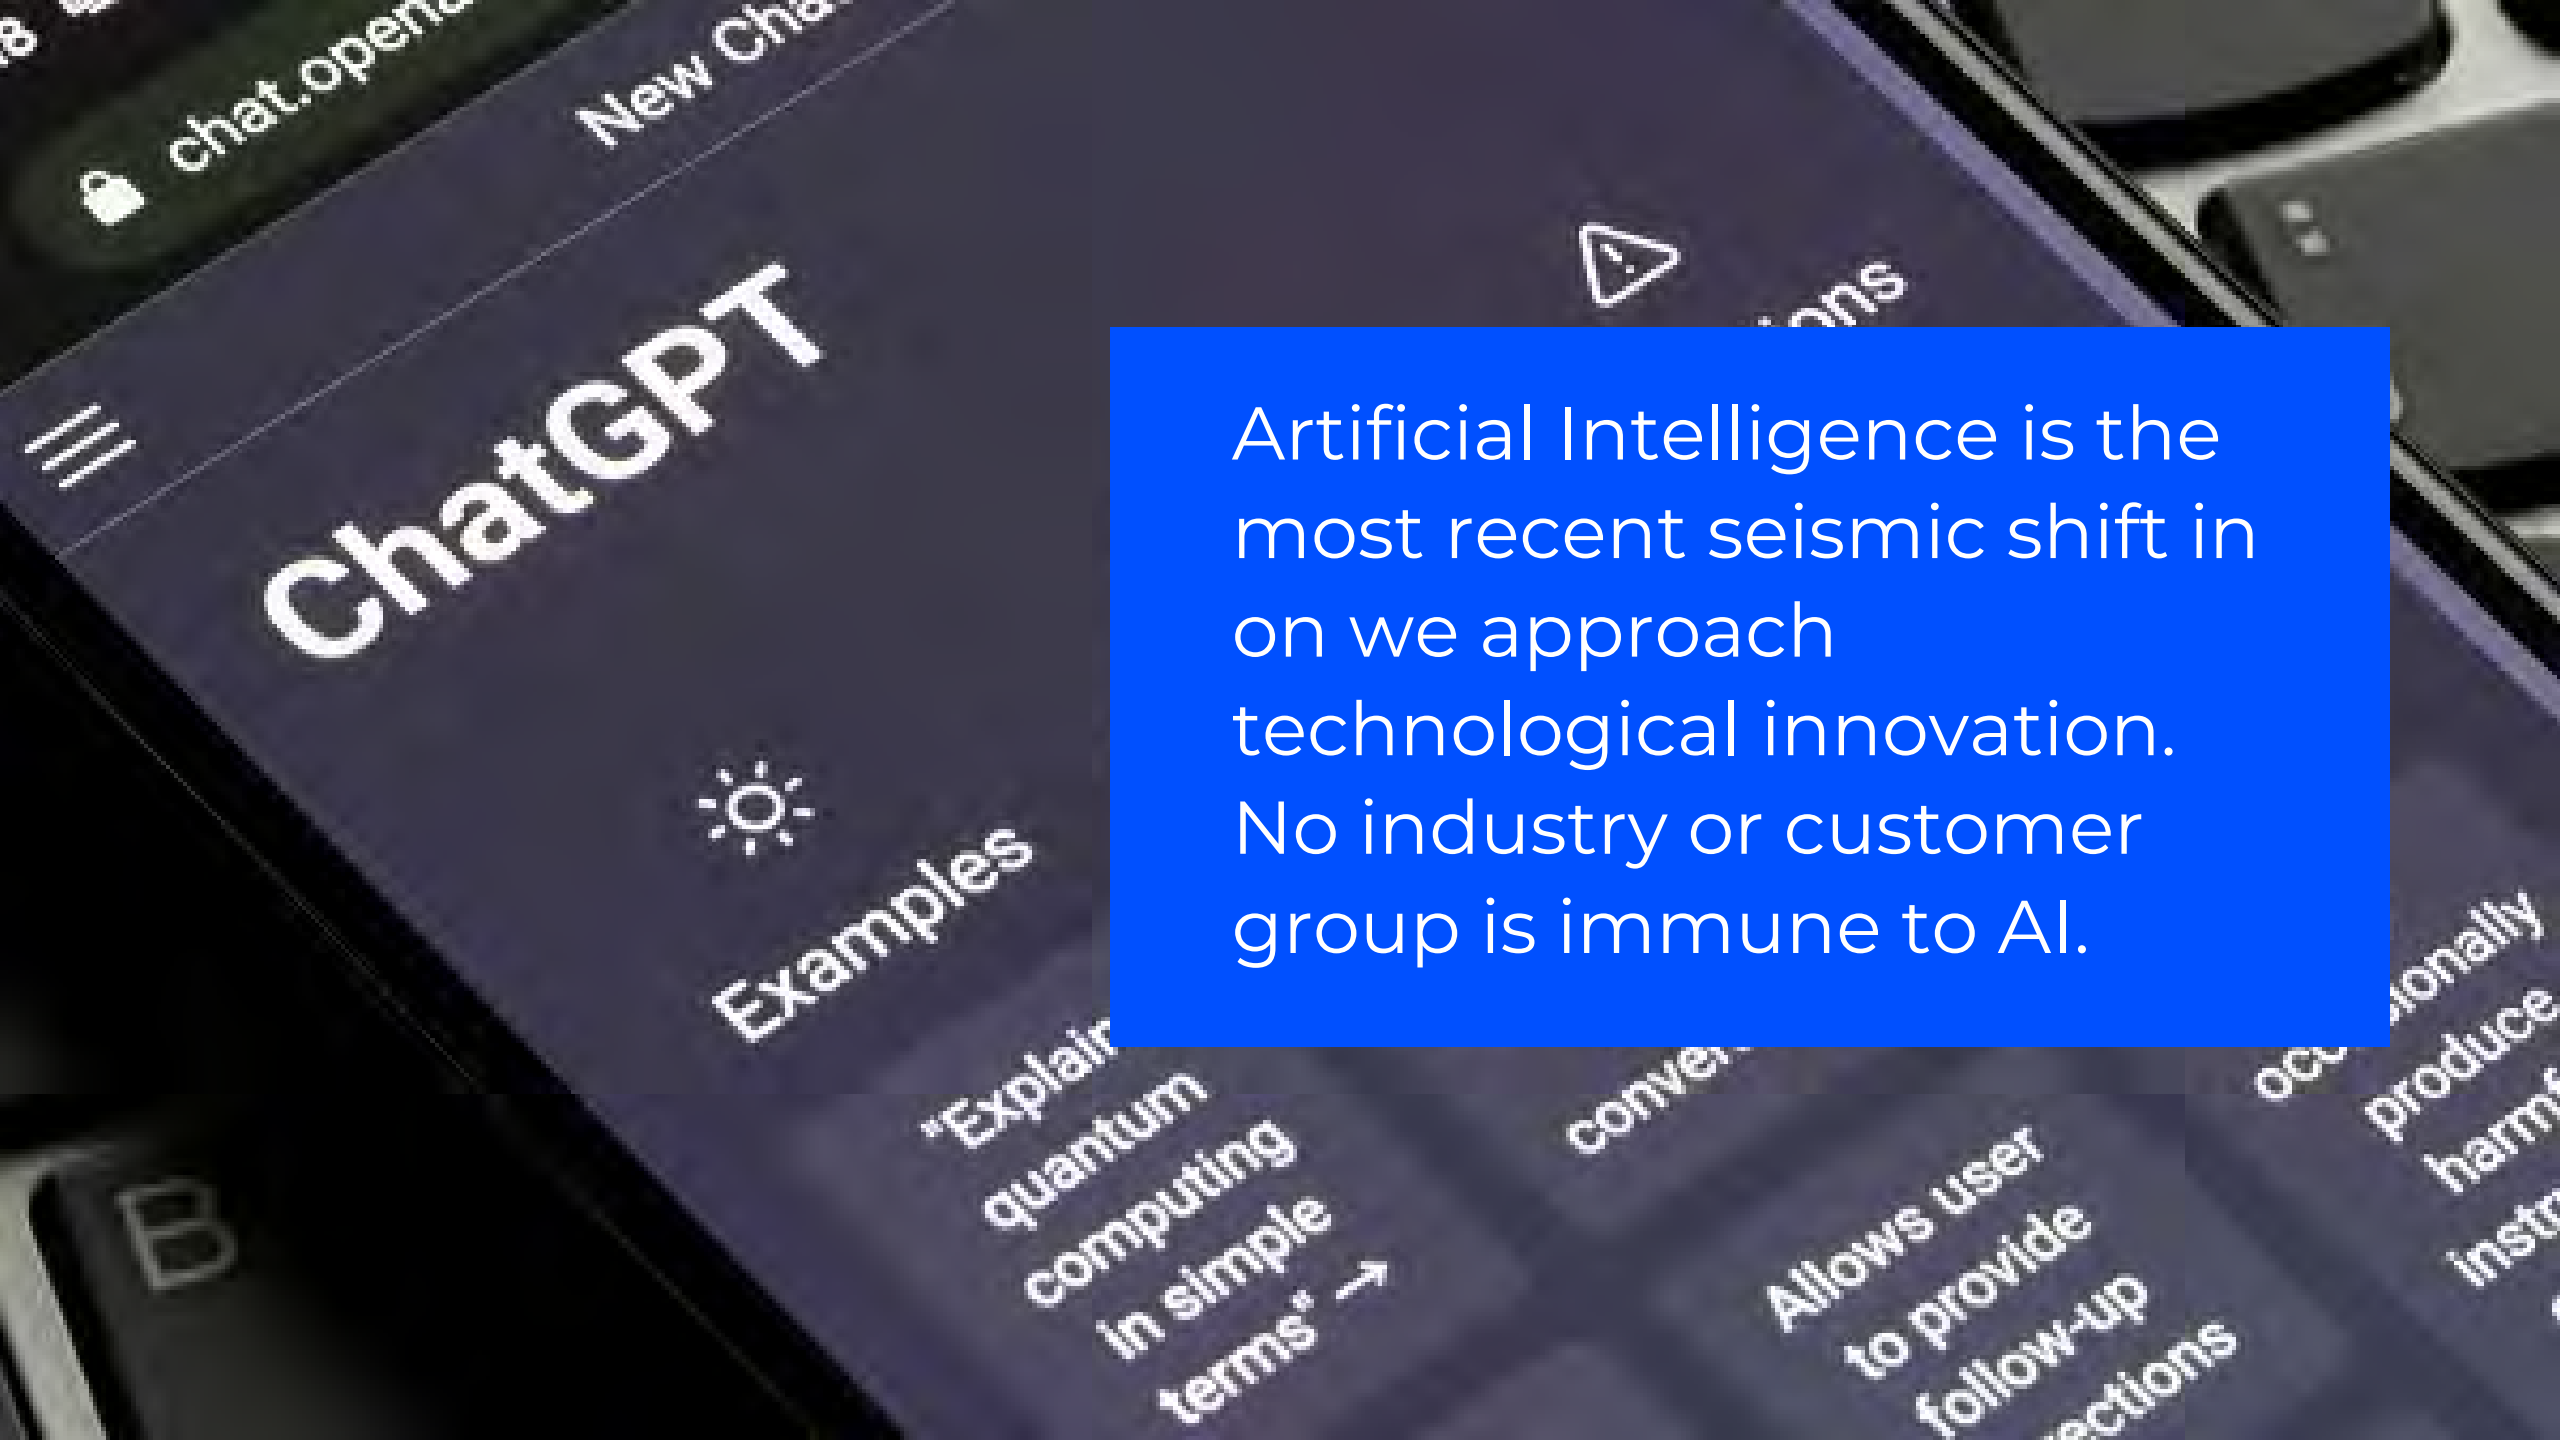 18
chat.opena
New Cha
ChatGPT
Artificial Intelligence is the
most recent seismic shift in
on we approach
technological innovation.
No industry or customer
group is immune to AI.
Examples
"Explain
quantum
computing
in simple
terms" →
Allows user
to provide
follow-up
produce
B